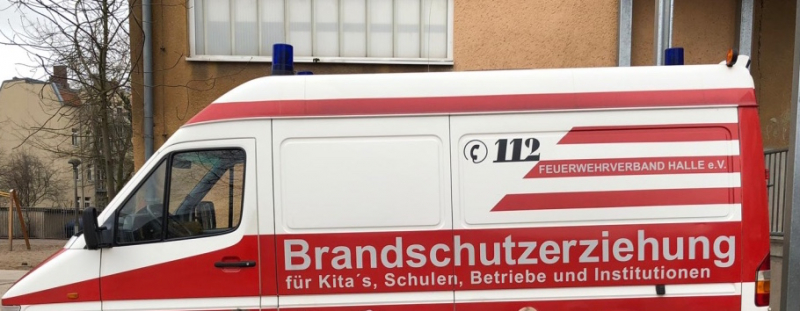 112
FEUERWEHRVERBAND HALLE e.V.
Brandschutzerziehung
für Kita´s, Schulen, Betriebe und Institutionen